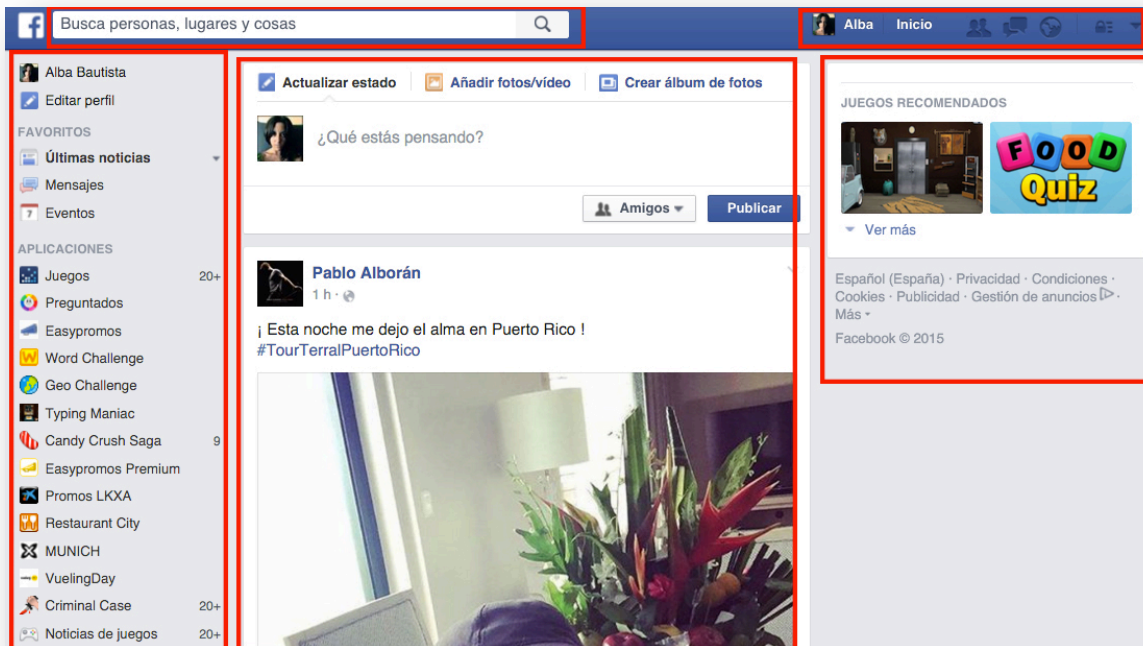 f
Busca personas, lugares y cosas
Alba Inicio
Alba Bautista
Editar perfil
FAVORITOS
Últimas noticias
Mensajes
7 Eventos
APLICACIONES
Juegos 20+
Preguntados
Easypromos
Word Challenge
Geo Challenge
Typing Maniac
Candy Crush Saga 9
Easypromos Premium
Promos LKXA
Restaurant City
MUNICH
VuelingDay
Criminal Case 20+
Noticias de juegos 20+
Actualizar estado Añadir fotos/vídeo Crear álbum de fotos
¿Qué estás pensando?
Amigos Publicar
Pablo Alborán
1 h ·
¡ Esta noche me dejo el alma en Puerto Rico !
#TourTerralPuertoRico
JUEGOS RECOMENDADOS
FOOD
Quiz
Ver más
Español (España) · Privacidad · Condiciones ·
Cookies · Publicidad · Gestión de anuncios ·
Más
Facebook © 2015